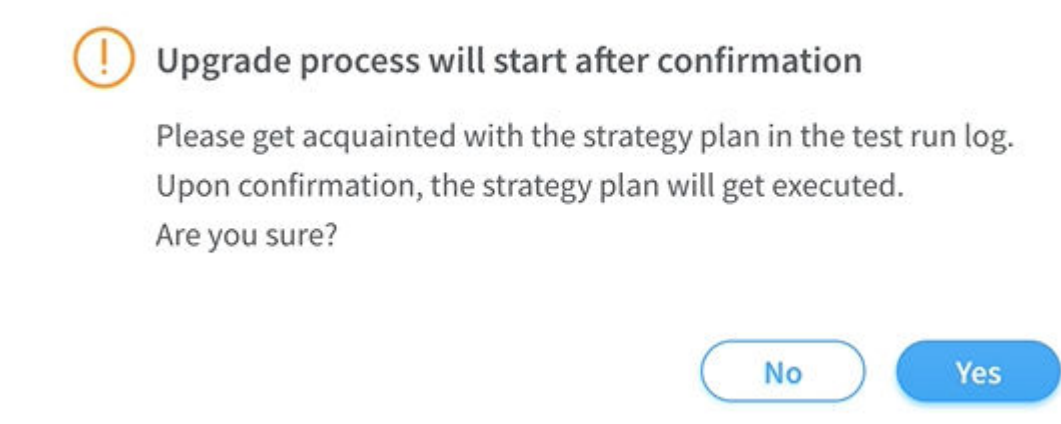 Upgrade process will start after confirmation
Please get acquainted with the strategy plan in the test run log.
Upon confirmation, the strategy plan will get executed.
Are you sure?
No
Yes